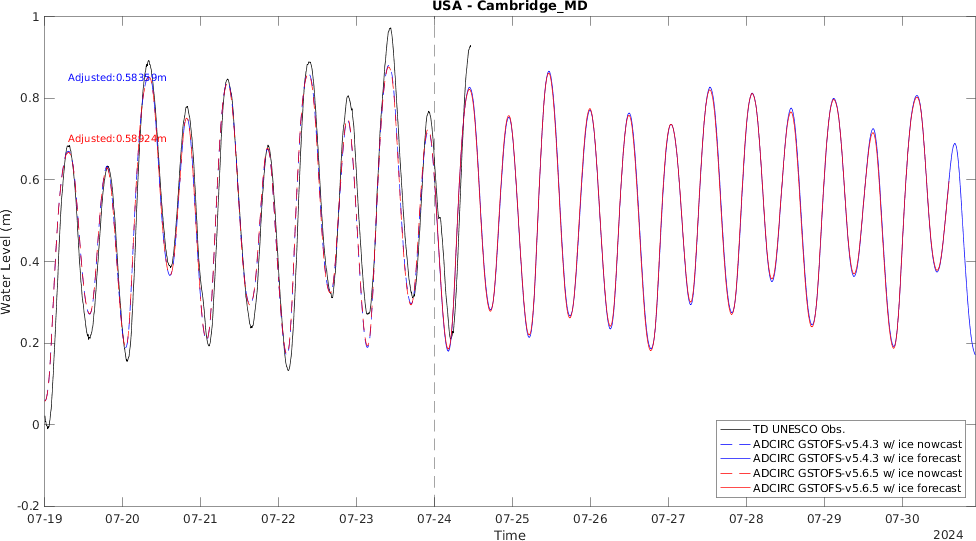 USA - Cambridge_MD
1
0.8
0.6
0.4
0.2
0
-0.2
Water Level (m)
Adjusted:0.58359m
Adjusted:0.58924m
TD UNESCO Obs.
ADCIRC GSTOFS-v5.4.3 w/ ice nowcast
ADCIRC GSTOFS-v5.4.3 w/ ice forecast
ADCIRC GSTOFS-v5.6.5 w/ ice nowcast
ADCIRC GSTOFS-v5.6.5 w/ ice forecast
07-19 07-20 07-21 07-22 07-23 07-24 07-25 07-26 07-27 07-28 07-29 07-30
Time
2024